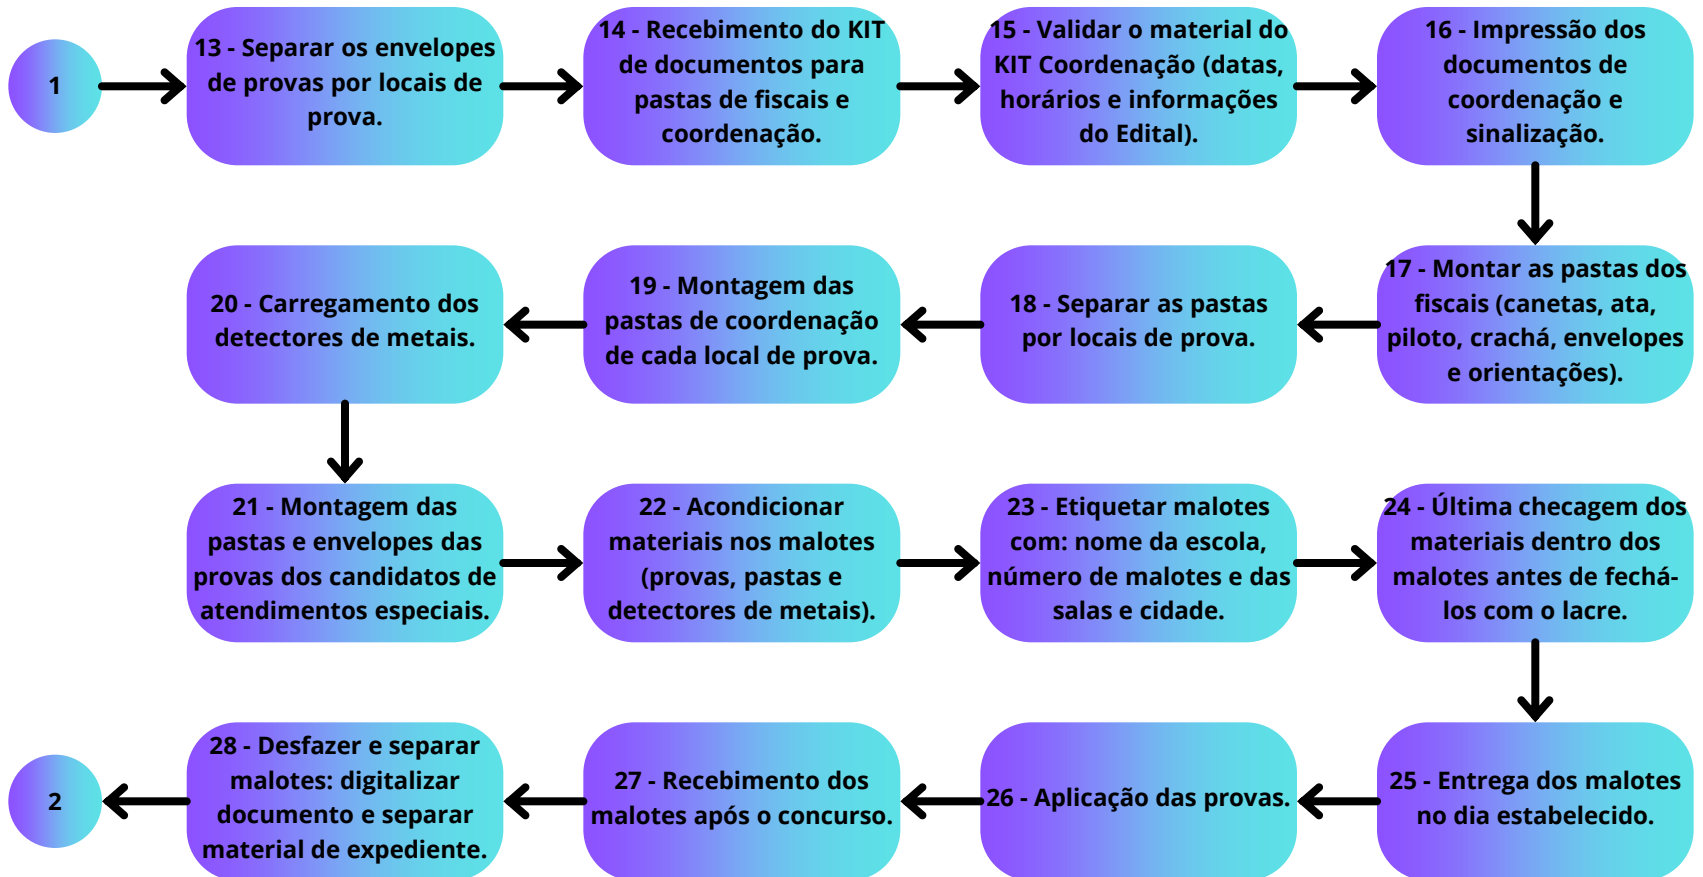 1
13 - Separar os envelopes
de provas por locais de
prova.
14 - Recebimento do KIT
de documentos para
pastas de fiscais e
coordenação.
15 - Validar o material do
KIT Coordenação (datas,
horários e informações
do Edital).
16 - Impressão dos
documentos de
coordenação e
sinalização.
17 - Montar as pastas dos
fiscais (canetas, ata,
piloto, crachá, envelopes
e orientações).
18 - Separar as pastas
por locais de prova.
19 - Montagem das
pastas de coordenação
de cada local de prova.
20 - Carregamento dos
detectores de metais.
21 - Montagem das
pastas e envelopes das
provas dos candidatos de
atendimentos especiais.
22 - Acondicionar
materiais nos malotes
(provas, pastas e
detectores de metais).
23 - Etiquetar malotes
com: nome da escola,
número de malotes e das
salas e cidade.
24 - Última checagem dos
materiais dentro dos
malotes antes de fechá-
los com o lacre.
25 - Entrega dos malotes
no dia estabelecido.
26 - Aplicação das provas.
27 - Recebimento dos
malotes após o concurso.
28 - Desfazer e separar
malotes: digitalizar
documento e separar
material de expediente.
2